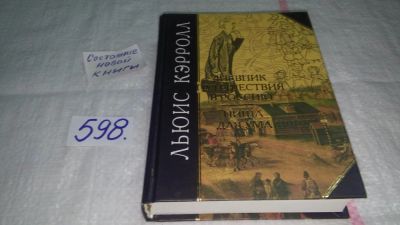 Состояние
новой
книги
598.
ЛЬЮИС КЭРРОЛЛ
ДНЕВНИК
ПУТЕШЕСТВИЯ
В РОССИЮ